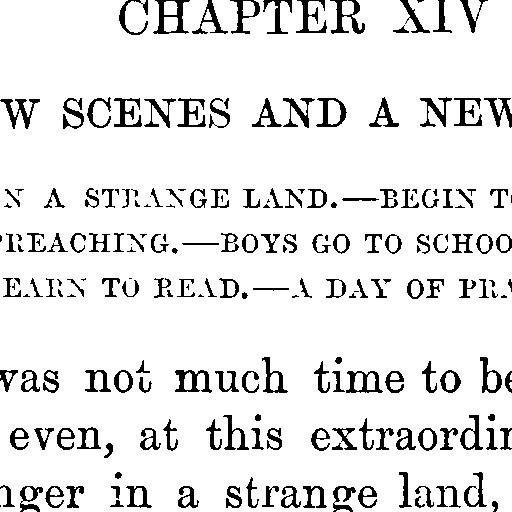 CHAPTER XIV
W SCENES AND A NEW
N A STRANGE LAND.—BEGIN T
PREACHING.—BOYS GO TO SCHOO
EARN TO READ.—A DAY OF PRA
was not much time to be
even, at this extraordin
nger in a strange land,